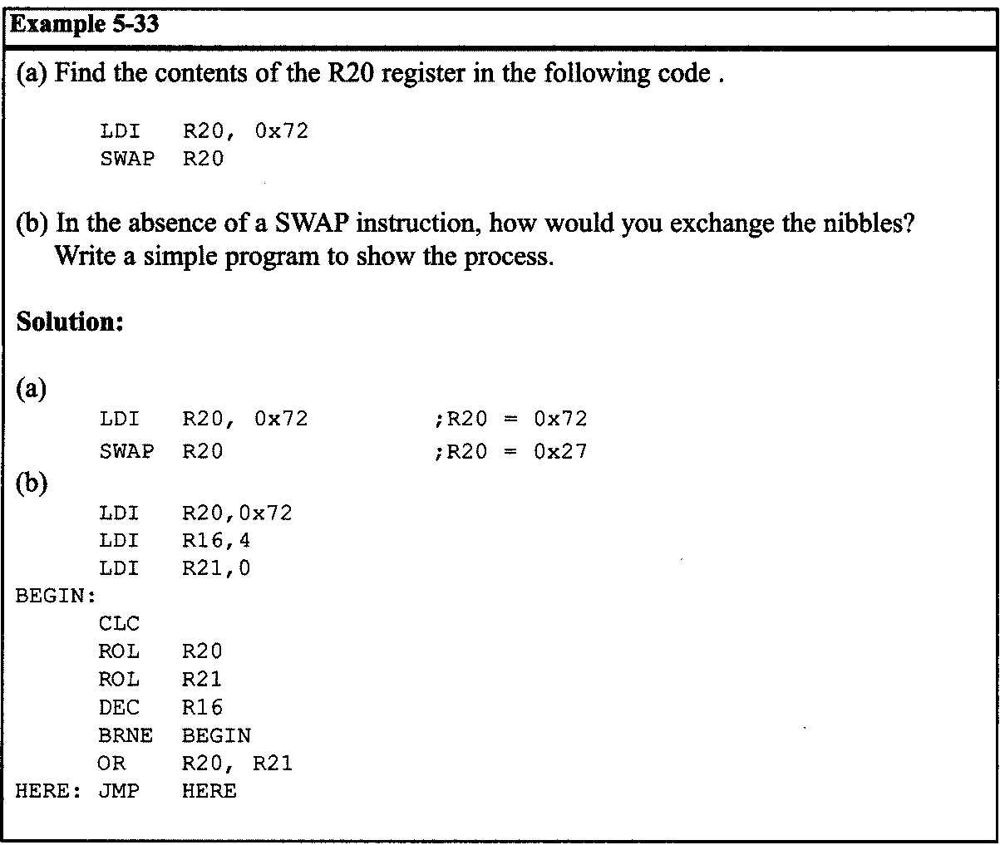 Example 5-33
(a) Find the contents of the R20 register in the following code .
LDI R20, 0x72
SWAP R20
(b) In the absence of a SWAP instruction, how would you exchange the nibbles?
Write a simple program to show the process.
Solution:
(a)
LDI R20, 0x72 ;R20 = 0x72
SWAP R20 ;R20 = 0x27
(b)
LDI R20,0x72
LDI R16,4
LDI R21,0
BEGIN:
CLC
ROL R20
ROL R21
DEC R16
BRNE BEGIN
OR R20, R21
HERE: JMP HERE